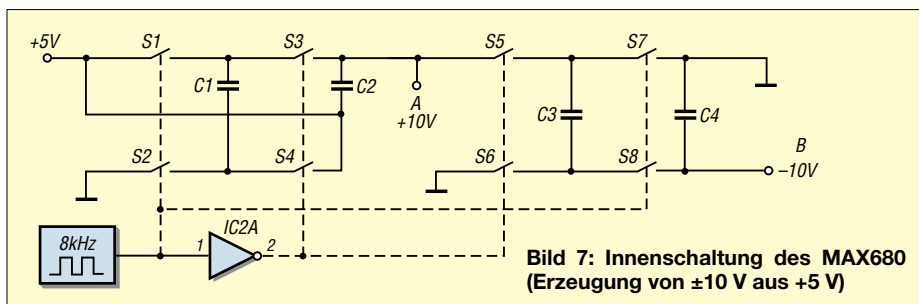 +5V S1 S3 S5 S7
C1 C2 A C3 C4
+10V
S2 S4 S6 S8 B
–10V
8kHz 1 IC2A 2
Bild 7: Innenschaltung des MAX680
(Erzeugung von ±10 V aus +5 V)